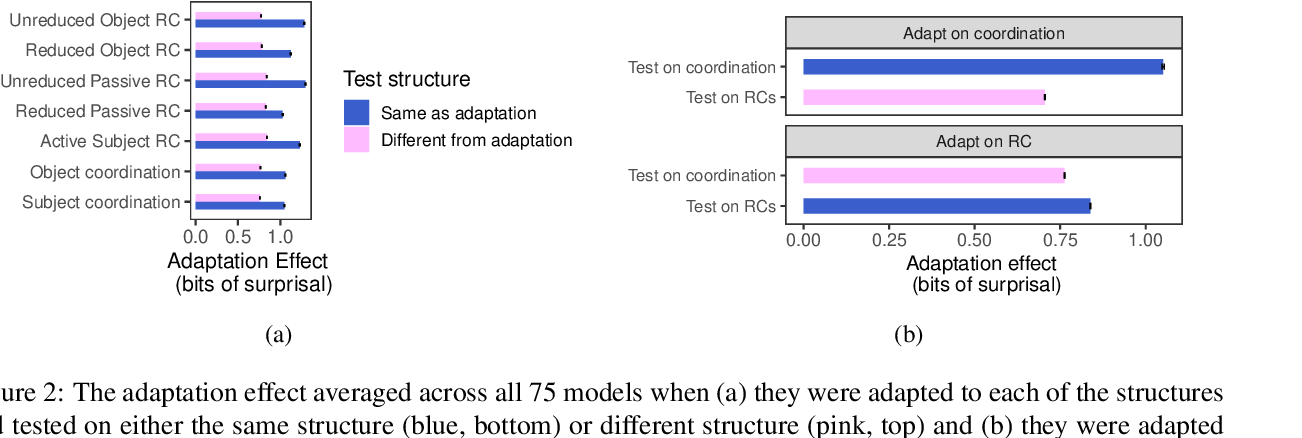 Unreduced Object RC
Reduced Object RC
Unreduced Passive RC
Reduced Passive RC
Active Subject RC
Object coordination
Subject coordination
0.0 0.5 1.0
Adaptation Effect
(bits of surprisal)
Test structure
Same as adaptation
Different from adaptation
(a)
Adapt on coordination
Test on coordination
Test on RCs
Adapt on RC
Test on coordination
Test on RCs
0.00 0.25 0.50 0.75 1.00
Adaptation effect
(bits of surprisal)
(b)
ure 2: The adaptation effect averaged across all 75 models when (a) they were adapted to each of the structures
tested on either the same structure (blue, bottom) or different structure (pink, top) and (b) they were adapted